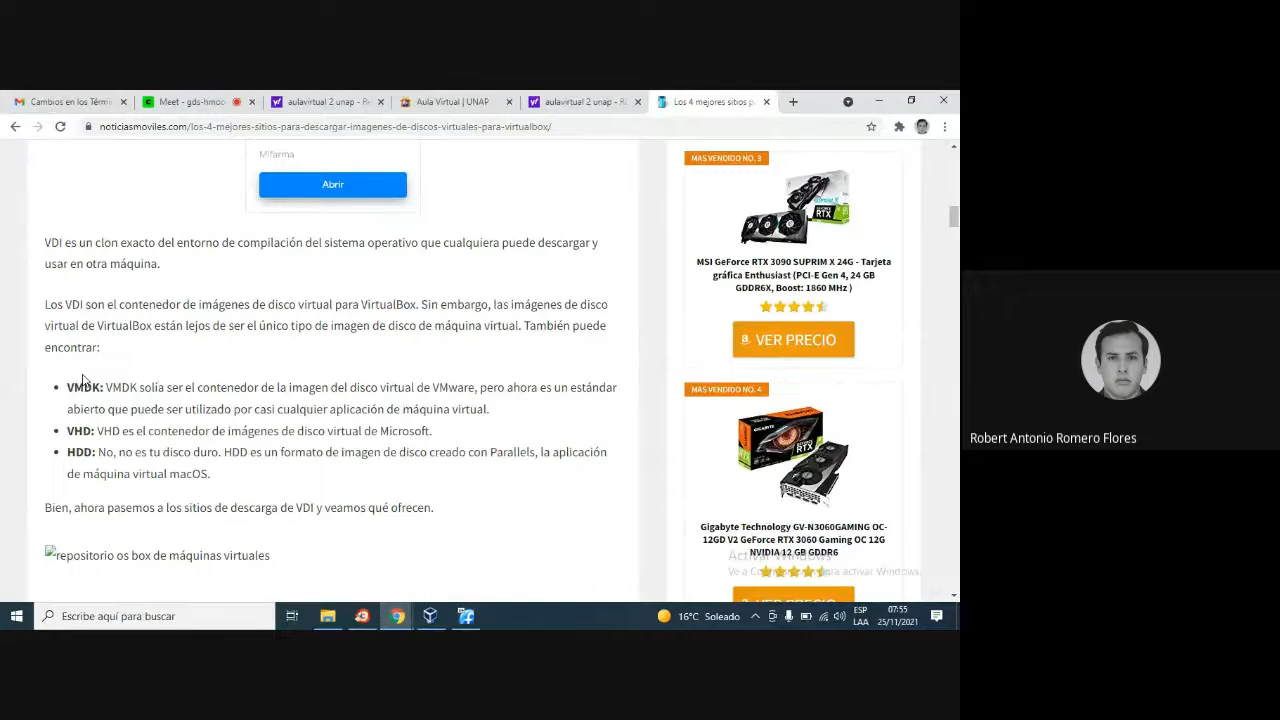 Cambios en los Térmi
Meet - gds-hmoo
aulavirtual 2 unap - Re
Aula Virtual | UNAP
aulavirtual 2 unap - Ru
Los 4 mejores sitios p
noticiasmoviles.com/los-4-mejores-sitios-para-descargar-imagenes-de-discos-virtuales-para-virtualbox/
Mifarma
Abrir
VDI es un clon exacto del entorno de compilación del sistema operativo que cualquiera puede descargar y
usar en otra máquina.
Los VDI son el contenedor de imágenes de disco virtual para VirtualBox. Sin embargo, las imágenes de disco
virtual de VirtualBox están lejos de ser el único tipo de imagen de disco de máquina virtual. También puede
encontrar:
VMDK: VMDK solía ser el contenedor de la imagen del disco virtual de VMware, pero ahora es un estándar
abierto que puede ser utilizado por casi cualquier aplicación de máquina virtual.
VHD: VHD es el contenedor de imágenes de disco virtual de Microsoft.
HDD: No, no es tu disco duro. HDD es un formato de imagen de disco creado con Parallels, la aplicación
de máquina virtual macOS.
Bien, ahora pasemos a los sitios de descarga de VDI y veamos qué ofrecen.
repositorio os box de máquinas virtuales
MAS VENDIDO NO. 3
MSI GeForce RTX 3090 SUPRIM X 24G - Tarjeta
gráfica Enthusiast (PCI-E Gen 4, 24 GB
GDDR6X, Boost: 1860 MHz )
VER PRECIO
MAS VENDIDO NO. 4
Gigabyte Technology GV-N3060GAMING OC-
12GD V2 GeForce RTX 3060 Gaming OC 12G
NVIDIA 12 GB GDDR6
Activar Windows
Ve a para activar Windows.
VER PRECIO
Robert Antonio Romero Flores
Escribe aquí para buscar
16°C Soleado
ESP
LAA
07:55
25/11/2021